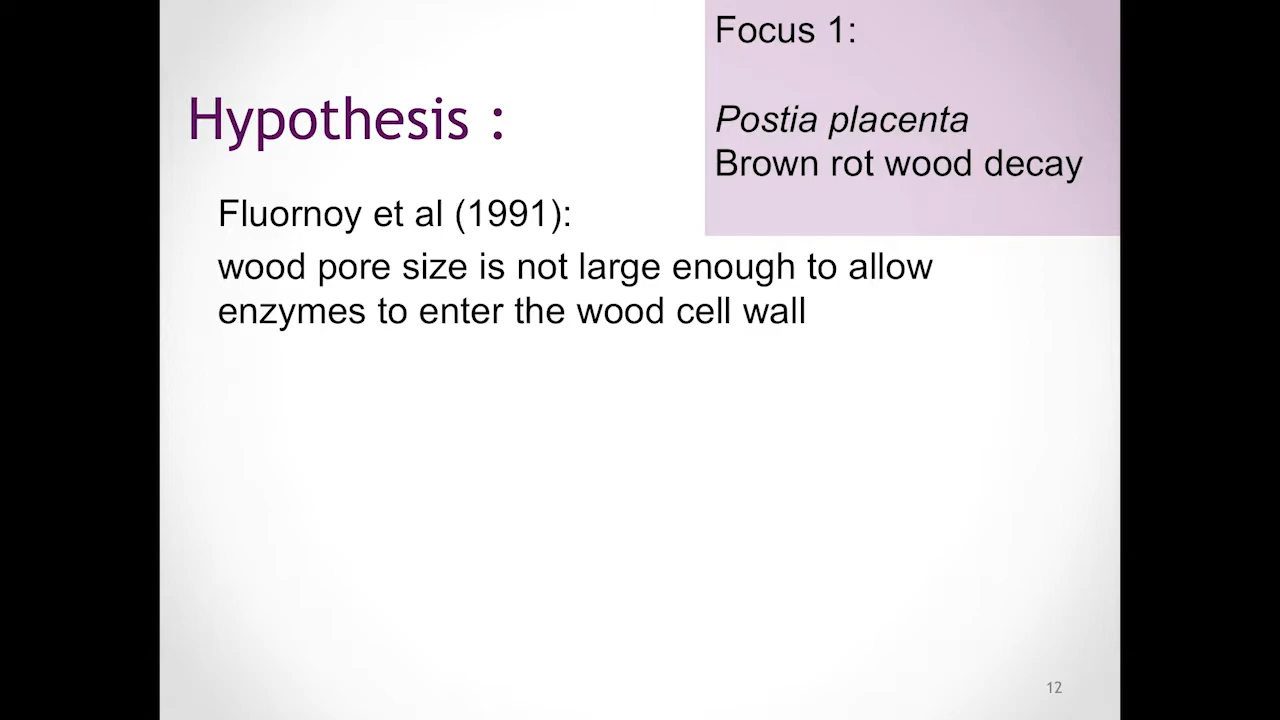 Focus 1:
Postia placenta
Brown rot wood decay
Hypothesis :
Fluornoy et al (1991):
wood pore size is not large enough to allow
enzymes to enter the wood cell wall
12